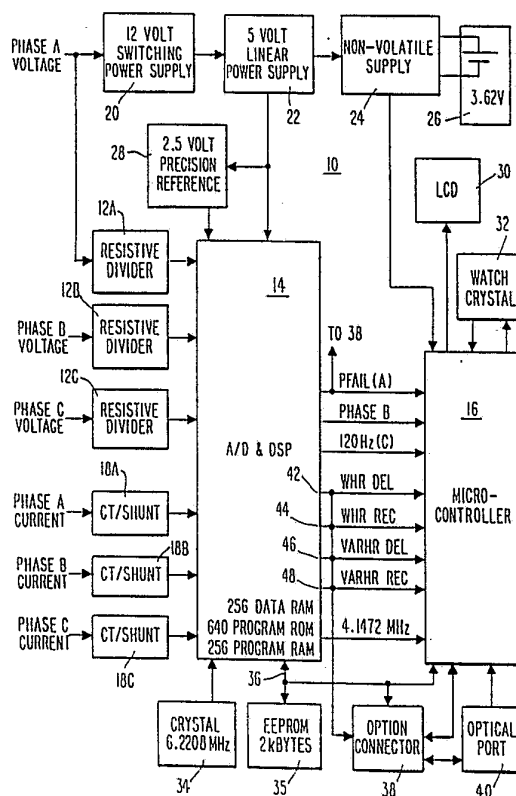 PHASE A
VOLTAGE
12 VOLT
SWITCHING
POWER SUPPLY
20
5 VOLT
LINEAR
POWER SUPPLY
22
NON-VOLATILE
SUPPLY
24
3.62V
26
28
2.5 VOLT
PRECISION
REFERENCE
10
30
LCD
32
WATCH
CRYSTAL
12A
RESISTIVE
DIVIDER
12B
PHASE B
VOLTAGE
RESISTIVE
DIVIDER
12C
PHASE C
VOLTAGE
RESISTIVE
DIVIDER
14
A/D & DSP
TO 38
PFAIL(A)
PHASE B
120Hz(C)
42
WHR DEL
44
WHR REC
46
VARHR DEL
48
VARHR REC
4.1472 MHz
16
MICRO-
CONTROLLER
18A
PHASE A
CURRENT
CT/SHUNT
18B
PHASE B
CURRENT
CT/SHUNT
PHASE C
CURRENT
CT/SHUNT
18C
256 DATA RAM
640 PROGRAM ROM
256 PROGRAM RAM
36
CRYSTAL
6.2208MHz
34
EEPROM
2kBYTES
35
OPTION
CONNECTOR
38
OPTICAL
PORT
40